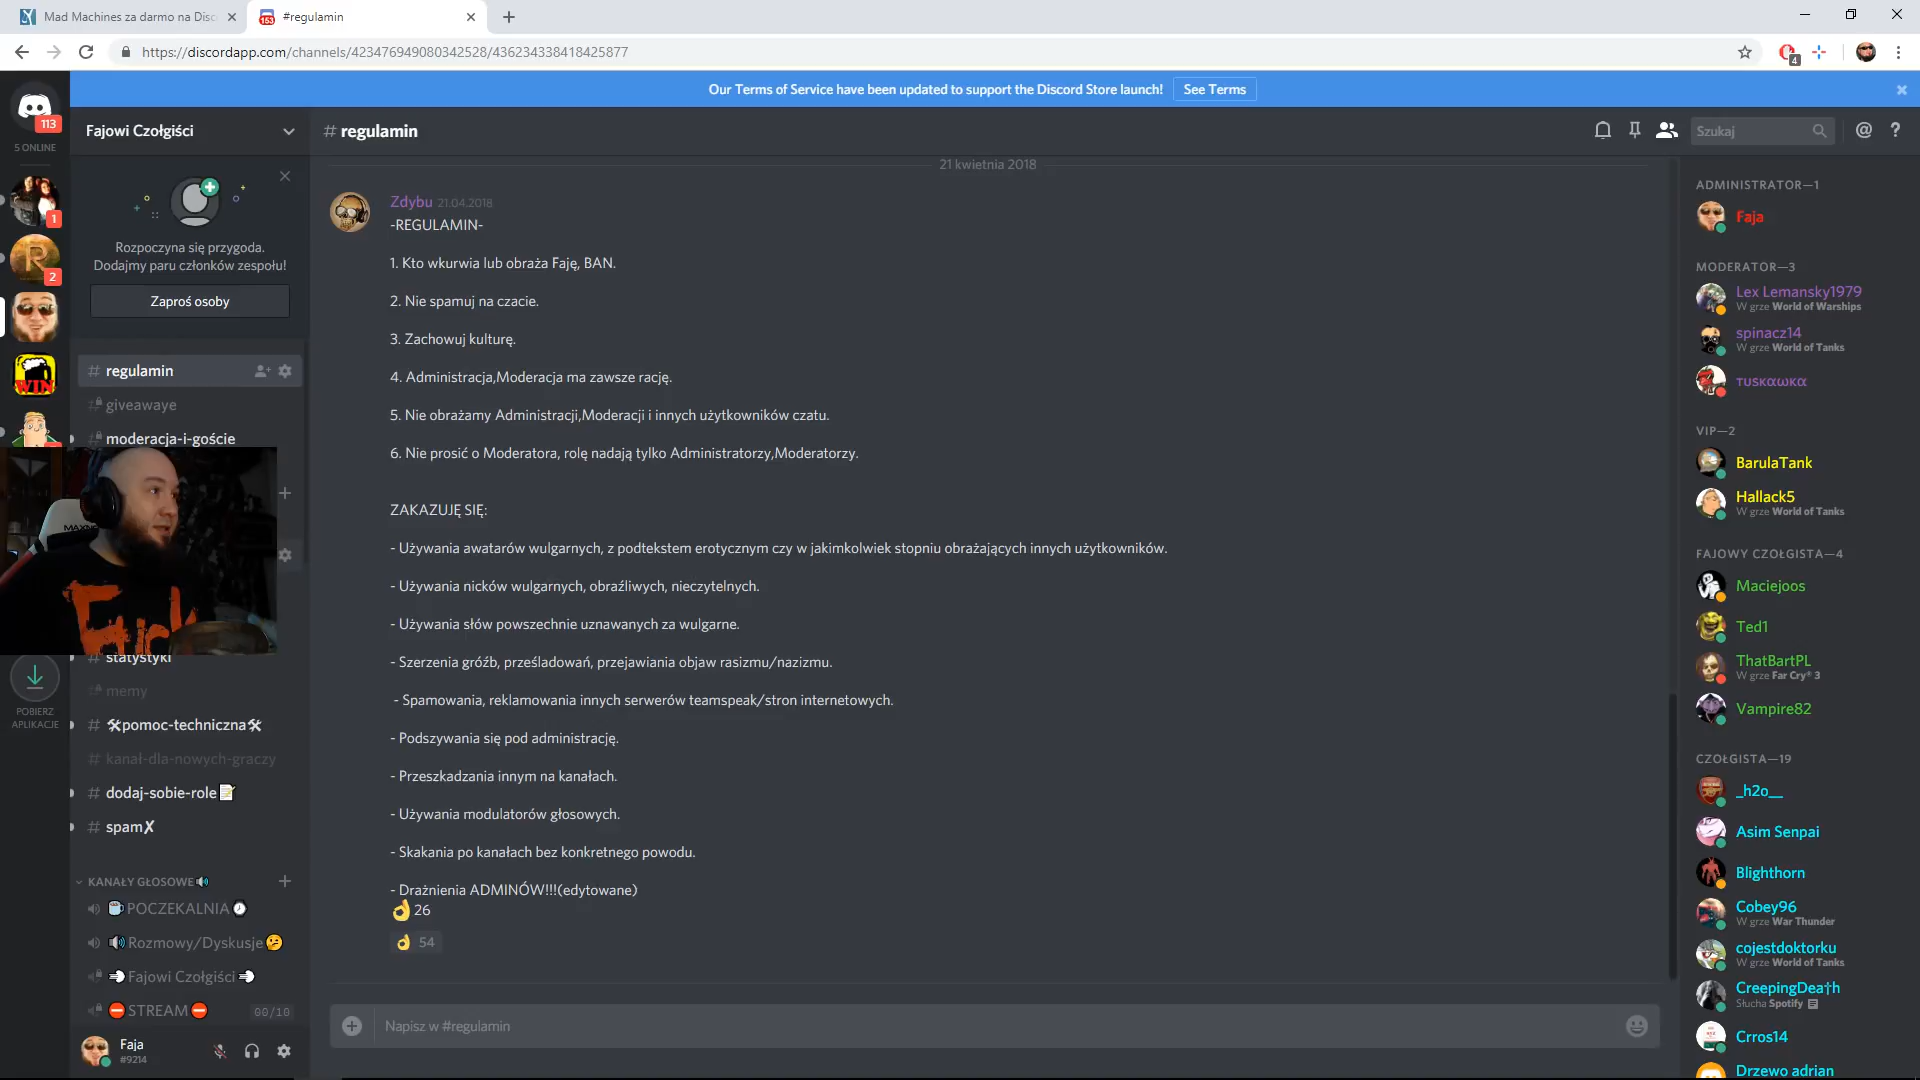 Mad Machines za darmo na Disc
153
#regulamin
https://discordapp.com/channels/423476949080342528/436234338418425877
4
Our Terms of Service have been updated to support the Discord Store launch!
See Terms
113
5 ONLINE
1
R
2
WIN
POBIERZ
APLIKACJE
Fajowi Czołgiści
Rozpoczyna się przygoda.
Dodajmy paru członków zespołu!
Zaproś osoby
# regulamin
giveawaye
moderacja-i-goście
# statystyki
memy
# 🛠pomoc-techniczna🛠
# kanał-dla-nowych-graczy
# dodaj-sobie-role📝
# spam✗
KANAŁY GŁOSOWE🔊
POCZEKALNIA
🔊Rozmowy/Dyskusje🤔
Fajowi Czołgiści
⛔STREAM⛔
00/10
Faja
#9214
# regulamin
Szukaj
21 kwietnia 2018
Zdybu 21.04.2018
-REGULAMIN-
1. Kto wkurwia lub obraża Faję, BAN.
2. Nie spamuj na czacie.
3. Zachowuj kulturę.
4. Administracja,Moderacja ma zawsze rację.
5. Nie obrażamy Administracji,Moderacji i innych użytkowników czatu.
6. Nie prosić o Moderatora, rolę nadają tylko Administratorzy,Moderatorzy.
ZAKAZUJĘ SIĘ:
- Używania awatarów wulgarnych, z podtekstem erotycznym czy w jakimkolwiek stopniu obrażających innych użytkowników.
- Używania nicków wulgarnych, obraźliwych, nieczytelnych.
- Używania słów powszechnie uznawanych za wulgarne.
- Szerzenia gróźb, prześladowań, przejawiania objaw rasizmu/nazizmu.
- Spamowania, reklamowania innych serwerów teamspeak/stron internetowych.
- Podszywania się pod administrację.
- Przeszkadzania innym na kanałach.
- Używania modulatorów głosowych.
- Skakania po kanałach bez konkretnego powodu.
- Drażnienia ADMINÓW!!!(edytowane)
👌26
👌 54
Napisz w #regulamin
ADMINISTRATOR—1
Faja
MODERATOR—3
Lex Lemansky1979
W grze World of Warships
spinacz14
W grze World of Tanks
тυѕкαωкα
VIP—2
BarulaTank
Hallack5
W grze World of Tanks
FAJOWY CZOŁGISTA—4
Maciejoos
Ted1
ThatBartPL
W grze Far Cry® 3
Vampire82
CZOŁGISTA—19
_h2o__
Asim Senpai
Blighthorn
Cobey96
W grze War Thunder
cojestdoktorku
W grze World of Tanks
CreepingDea†h
Słucha Spotify
Crros14
Drzewo adrian